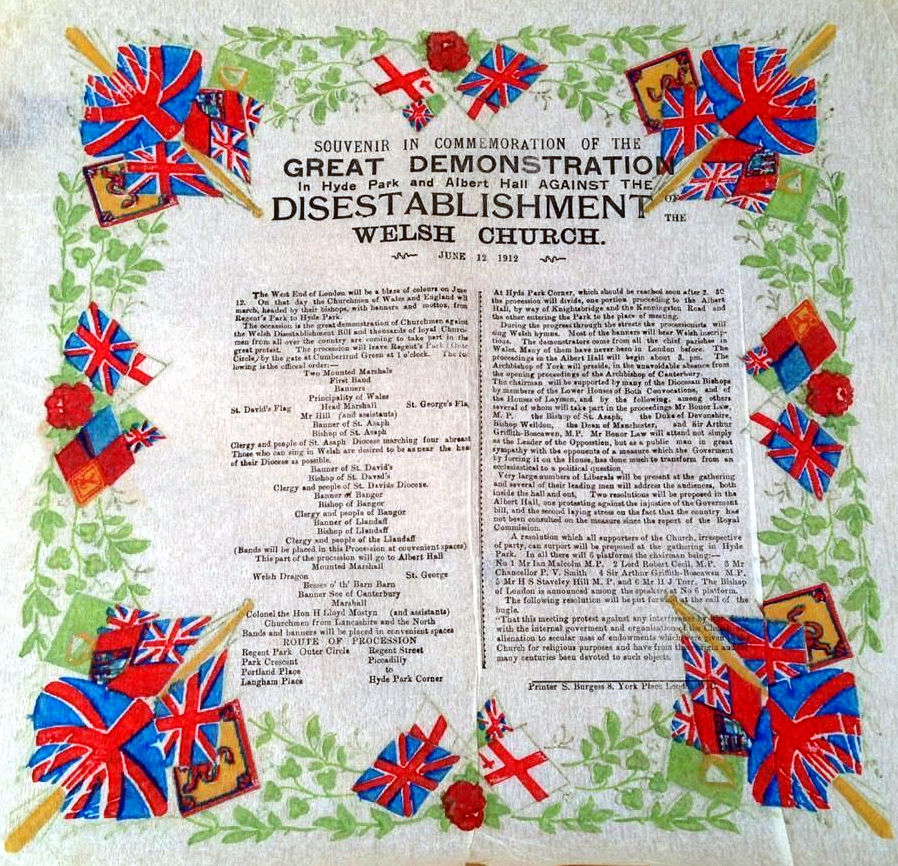 SOUVENIR IN COMMEMORATION OF THE
GREAT DEMONSTRATION
In Hyde Park and Albert Hall AGAINST THE
DISESTABLISHMENT OF THE
WELSH CHURCH.
JUNE 12 1912
The West End of London will be a blaze of colours on June
12. On that day the Churchmen of Wales and England will
march, headed by their bishops, with banners and mottos, from
Regent's Park to Hyde Park.
The occasion is the great demonstration of Churchmen against
the Welsh Disestablishment Bill and thousands of loyal Church-
men from all over the country are coming to take part in the
great protest. The procession will leave Regent's Park (Outer
Circle) by the gate at Cumberland Green at 1 o'clock. The fo
lowing is the official order:—
Two Mounted Marshals
First Band
Banners
Principality of Wales
St. David's Flag Head Marshall St. George's Fla
Mr Hill (and assistants)
Banner of St. Asaph
Bishop of St. Asaph
Clergy and people of St. Asaph Diocese marching four abreast
Those who can sing in Welsh are desired to be as near the head
of their Diocese as possible.
Banner of St. David's
Bishop of St. David's
Clergy and people of St. Davids Diocese.
Banner of Bangor
Bishop of Bangor
Clergy and people of Bangor
Banner of Llandaff
Bishop of Llandaff
Clergy and people of the Llandaff
(Bands will be placed in this Procession at convenient spaces)
This part of the procession will go to Albert Hall
Mounted Marshall
Welsh Dragon St. George
Besses o' th' Barn Barn
Banner See of Canterbury
Marshall
Colonel the Hon H Lloyd Mostyn (and assistants)
Churchmen from Lancashire and the North
Bands and banners will be placed in convenient spaces
ROUTE OF PROCESSION
Regent Park Outer Circle Regent Street
Park Crescent Piccadilly
Portland Place to
Langham Place Hyde Park Corner
At Hyde Park Corner, which should be reached soon after 2. 30
the procession will divide, one portion proceeding to the Albert
Hall, by way of Knightsbridge and the Kennington Road and
the other entering the Park to the place of meeting.
During the progress through the streets the processionists will
sing Welsh hymns. Most of the banners will bear Welsh inscrip-
tions. The demonstrators come from all the chief parishes in
Wales. Many of them have never been in London before. The
proceedings in the Albert Hall will begin about 3. pm. The
Archbishop of York will preside, in the unavoidable absence from
the opening proceedings of the Archbishop of Canterbury.
The chairman will be supported by many of the Diocesan Bishops
by members of the Lower Houses of Both Convocations, and of
the Houses of Laymen, and by the following, among others
several of whom will take part in the proceedings Mr Bonor Law,
M. P. the Bishop of St. Asaph, the Duke of Devonshire,
Bishop Welldon, the Dean of Manchester, and Sir Arthur
Griffith-Boscawen, M.P. Mr Bonor Law will attend not simply
as the Leader of the Opposition, but as a public man in great
sympathy with the opponents of a measure which the Goverment
by forcing it on the House, has done much to transform from an
ecclesiastical to a political question,
Very large numbers of Liberals will be present at the gathering
and several of their leading men will address the audiences, both
inside the hall and out, Two resolutions will be proposed in the
Albert Hall, one protesting against the injustice of the Goverment
bill, and the second laying stress on the fact that the country has
not been consulted on the measure since the report of the Royal
Commission.
A resolution which all supporters of the Church, irrespective
of party, can surport will be proposed at the gathering in Hyde
Park. In all there will 6 platforms the chairmen being:—
No 1 Mr Ian Malcolm M.P. 2 Lord Robert Cecil, M.P. 3 Mr
Chancellor P. V. Smith 4 Sir Arthur Griffith-Boscawen M.P.
5 Mr H S Staveley Hill M. P. and 6 Mr H J Torr. The Bishop
of London is announced among the speakers at No 6 platform.
The following resolution will be put forward at the call of the
bugle.
"That this meeting protest against any interference by the State
with the internal goverment and organisation of the Church
alienation to secular uses of endowments which were given to the
Church for religious purposes and have from their origin and
many centuries been devoted to such objects.
Printer S. Burgess 8. York Place